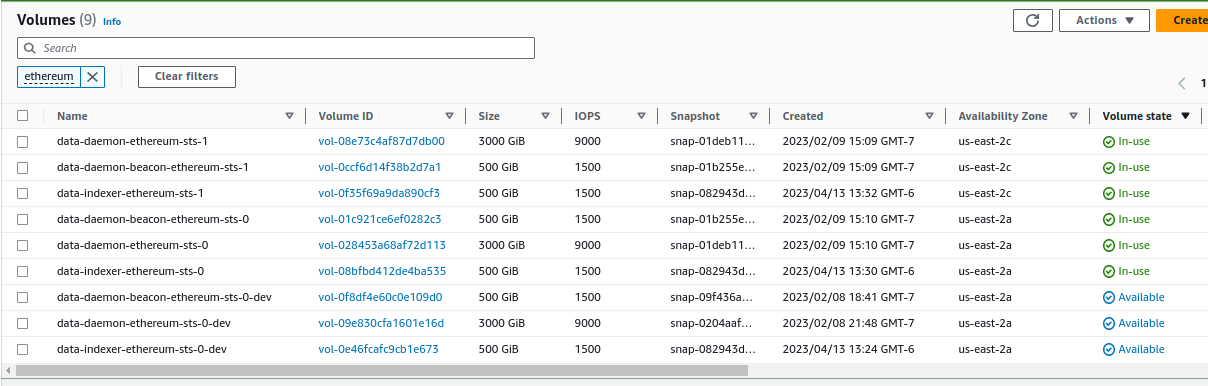 Volumes (9) Info
Actions Create
Search
ethereum Clear filters
1
Name Volume ID Size IOPS Snapshot Created Availability Zone Volume state
data-daemon-ethereum-sts-1 vol-08e73c4af87d7db00 3000 GiB 9000 snap-01deb11... 2023/02/09 15:09 GMT-7 us-east-2c In-use
data-daemon-beacon-ethereum-sts-1 vol-0ccf6d14f38b2d7a1 500 GiB 1500 snap-01b255e... 2023/02/09 15:09 GMT-7 us-east-2c In-use
data-indexer-ethereum-sts-1 vol-0f35f69a9da890cf3 500 GiB 1500 snap-082943d... 2023/04/13 13:32 GMT-6 us-east-2c In-use
data-daemon-beacon-ethereum-sts-0 vol-01c921ce6ef0282c3 500 GiB 1500 snap-01b255e... 2023/02/09 15:10 GMT-7 us-east-2a In-use
data-daemon-ethereum-sts-0 vol-028453a68af72d113 3000 GiB 9000 snap-01deb11... 2023/02/09 15:10 GMT-7 us-east-2a In-use
data-indexer-ethereum-sts-0 vol-08bfbd412de4ba535 500 GiB 1500 snap-082943d... 2023/04/13 13:30 GMT-6 us-east-2a In-use
data-daemon-beacon-ethereum-sts-0-dev vol-0f8df4e60c0e109d0 500 GiB 1500 snap-09f436a... 2023/02/08 18:41 GMT-7 us-east-2a Available
data-daemon-ethereum-sts-0-dev vol-09e830cfa1601e16d 3000 GiB 9000 snap-0204aaf... 2023/02/08 21:48 GMT-7 us-east-2a Available
data-indexer-ethereum-sts-0-dev vol-0e46fcafc9cb1e673 500 GiB 1500 snap-082943d... 2023/04/13 13:24 GMT-6 us-east-2a Available